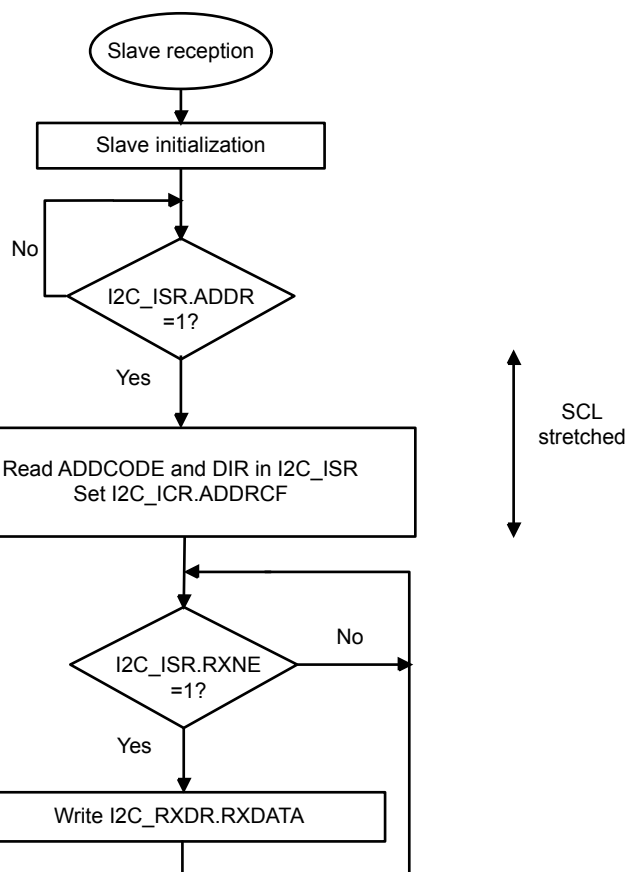 Slave reception
Slave initialization
No
I2C_ISR.ADDR
=1?
Yes
SCL
stretched
Read ADDCODE and DIR in I2C_ISR
Set I2C_ICR.ADDRCF
I2C_ISR.RXNE
=1?
No
Yes
Write I2C_RXDR.RXDATA